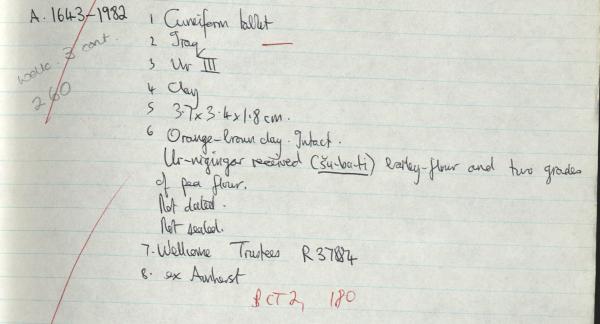 A. 1643-1982
Wellc. 3 cont.
260
1 Cuneiform tablet
2 Iraq
3 Ur III
4 Clay
5 3.7 x 3.4 x 1.8 cm.
6 Orange-brown clay. Intact.
Ur-nigingar received (šu-ba-ti) barley-flour and two grades
of pea flour.
Not dated.
Not sealed.
7. Wellcome Trustees
8. ex Amherst
BCT 2, 180